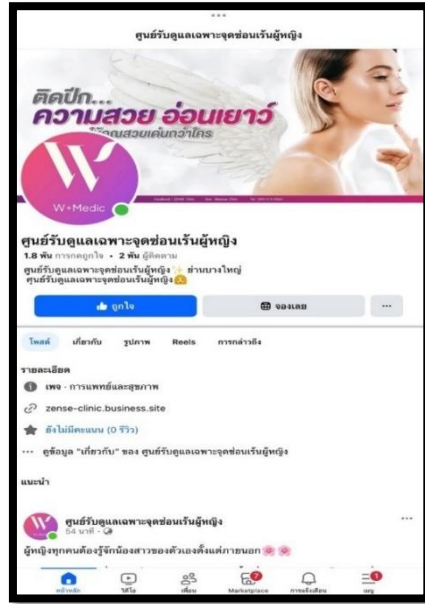 ศูนย์รับดูแลเฉพาะจุดซ่อนเร้นผู้หญิง
ติดปีก...
ความสวย อ่อนเยาว์
ให้คุณสวยเด่นกว่าใคร
W
W+Medic
ศูนย์รับดูแลเฉพาะจุดซ่อนเร้นผู้หญิง
1.8 พัน การกดถูกใจ • 2 พัน ผู้ติดตาม
ศูนย์รับดูแลเฉพาะจุดซ่อนเร้นผู้หญิง✨ ย่านบางใหญ่
ศูนย์รับดูแลเฉพาะจุดซ่อนเร้นผู้หญิง
ถูกใจ
จองเลย
โพสต์ เกี่ยวกับ รูปภาพ Reels การกล่าวถึง
รายละเอียด
เพจ · การแพทย์และสุขภาพ
zense-clinic.business.site
ยังไม่มีคะแนน (0 รีวิว)
ดูข้อมูล "เกี่ยวกับ" ของ ศูนย์รับดูแลเฉพาะจุดซ่อนเร้นผู้หญิง
แนะนำ
ศูนย์รับดูแลเฉพาะจุดซ่อนเร้นผู้หญิง
54 นาที
ผู้หญิงทุกคนต้องรู้จักน้องสาวของตัวเองตั้งแต่ภายนอก🌸🌸
หน้าหลัก วิดีโอ เพื่อน Marketplace การแจ้งเตือน เมนู